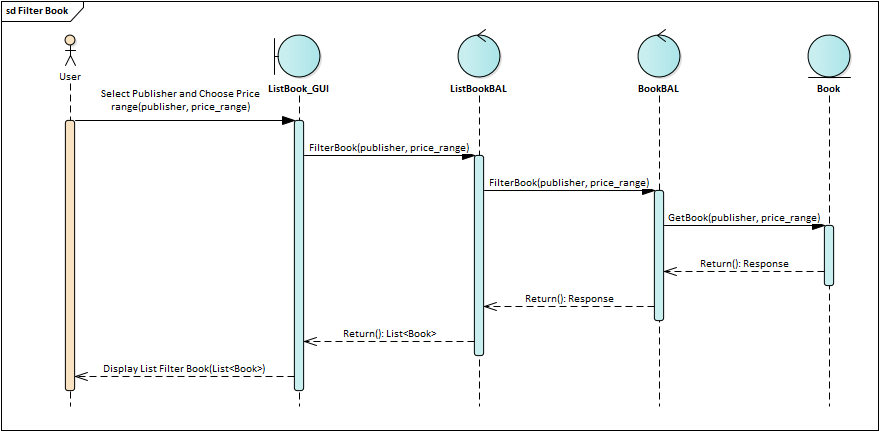 sd Filter Book
User
ListBook_GUI
ListBookBAL
BookBAL
Book
Select Publisher and Choose Price
range(publisher, price_range)
FilterBook(publisher, price_range)
FilterBook(publisher, price_range)
GetBook(publisher, price_range)
Return(): Response
Return(): Response
Return(): List<Book>
Display List Filter Book(List<Book>)